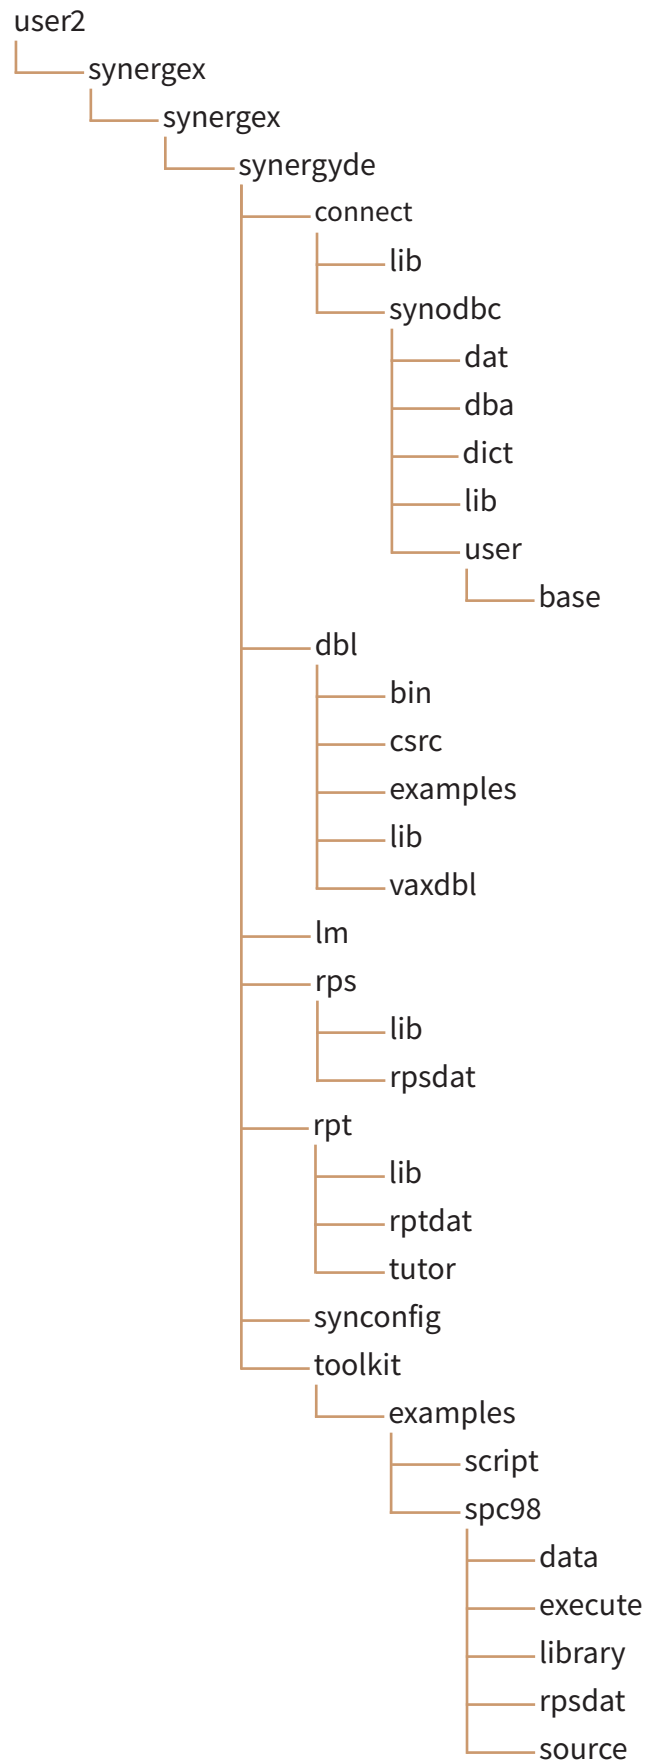 user2
synergex
synergex
synergyde
connect
lib
synodbc
dat
dba
dict
lib
user
base
dbl
bin
csrc
examples
lib
vaxdbl
lm
rps
lib
rpsdat
rpt
lib
rptdat
tutor
synconfig
toolkit
examples
script
spc98
data
execute
library
rpsdat
source